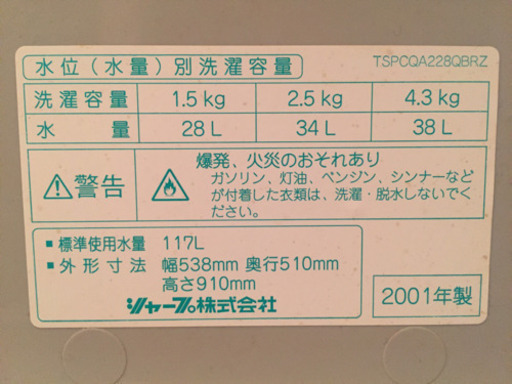 水位(水量)別洗濯容量
TSPCQA228QBRZ
洗濯容量 1.5 kg 2.5 kg 4.3 kg
水量 28 L 34 L 38 L
警告
爆発、火災のおそれあり
ガソリン、灯油、ベンジン、シンナーなど
が付着した衣類は、洗濯・脱水しないでく
ださい。
▪ 標準使用水量 117L
▪ 外形寸法 幅538mm 奥行510mm
高さ910mm
シャープ株式会社
2001年製